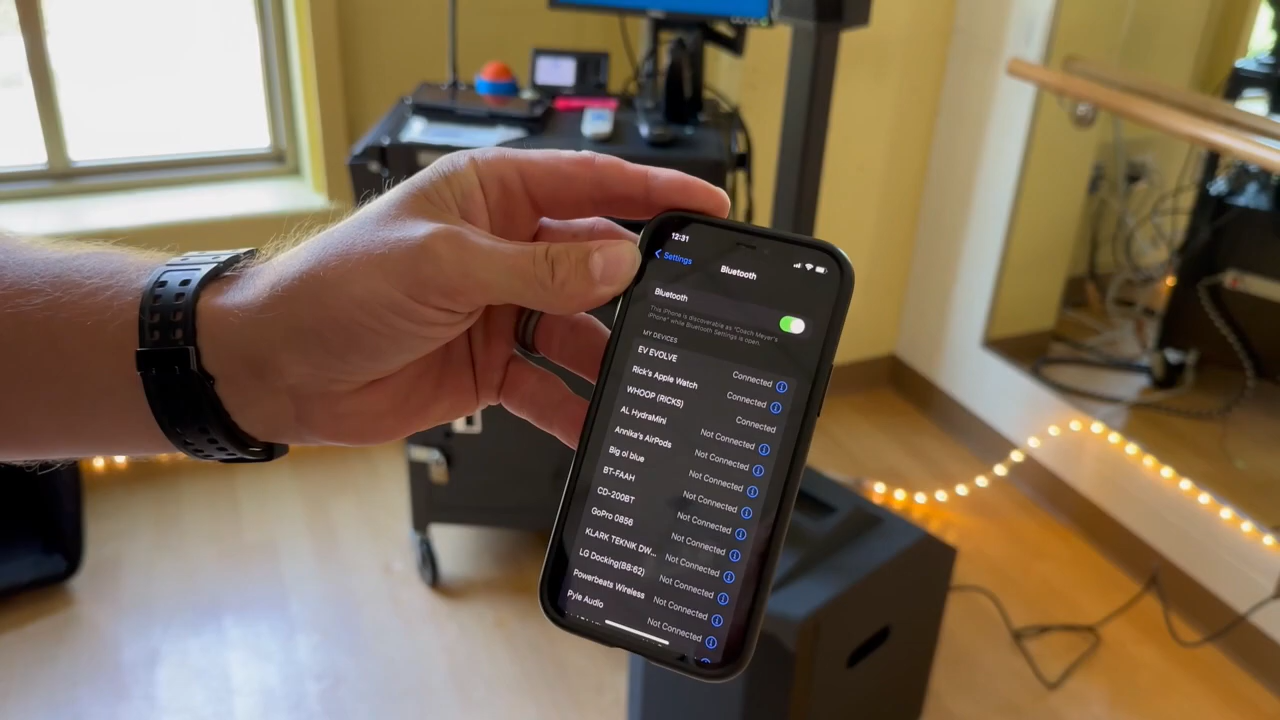 12:31
Settings
Bluetooth
Bluetooth
This iPhone is discoverable as "Coach Meyer's
iPhone" while Bluetooth Settings is open.
MY DEVICES
EV EVOLVE Connected
Rick's Apple Watch Connected
WHOOP (RICKS) Connected
AL HydraMini Not Connected
Annika's AirPods Not Connected
Big ol blue Not Connected
BT-FAAH Not Connected
CD-200BT Not Connected
GoPro 0856 Not Connected
KLARK TEKNIK DW... Not Connected
LG Docking(B8:62) Not Connected
Powerbeats Wireless Not Connected
Pyle Audio Not Connected